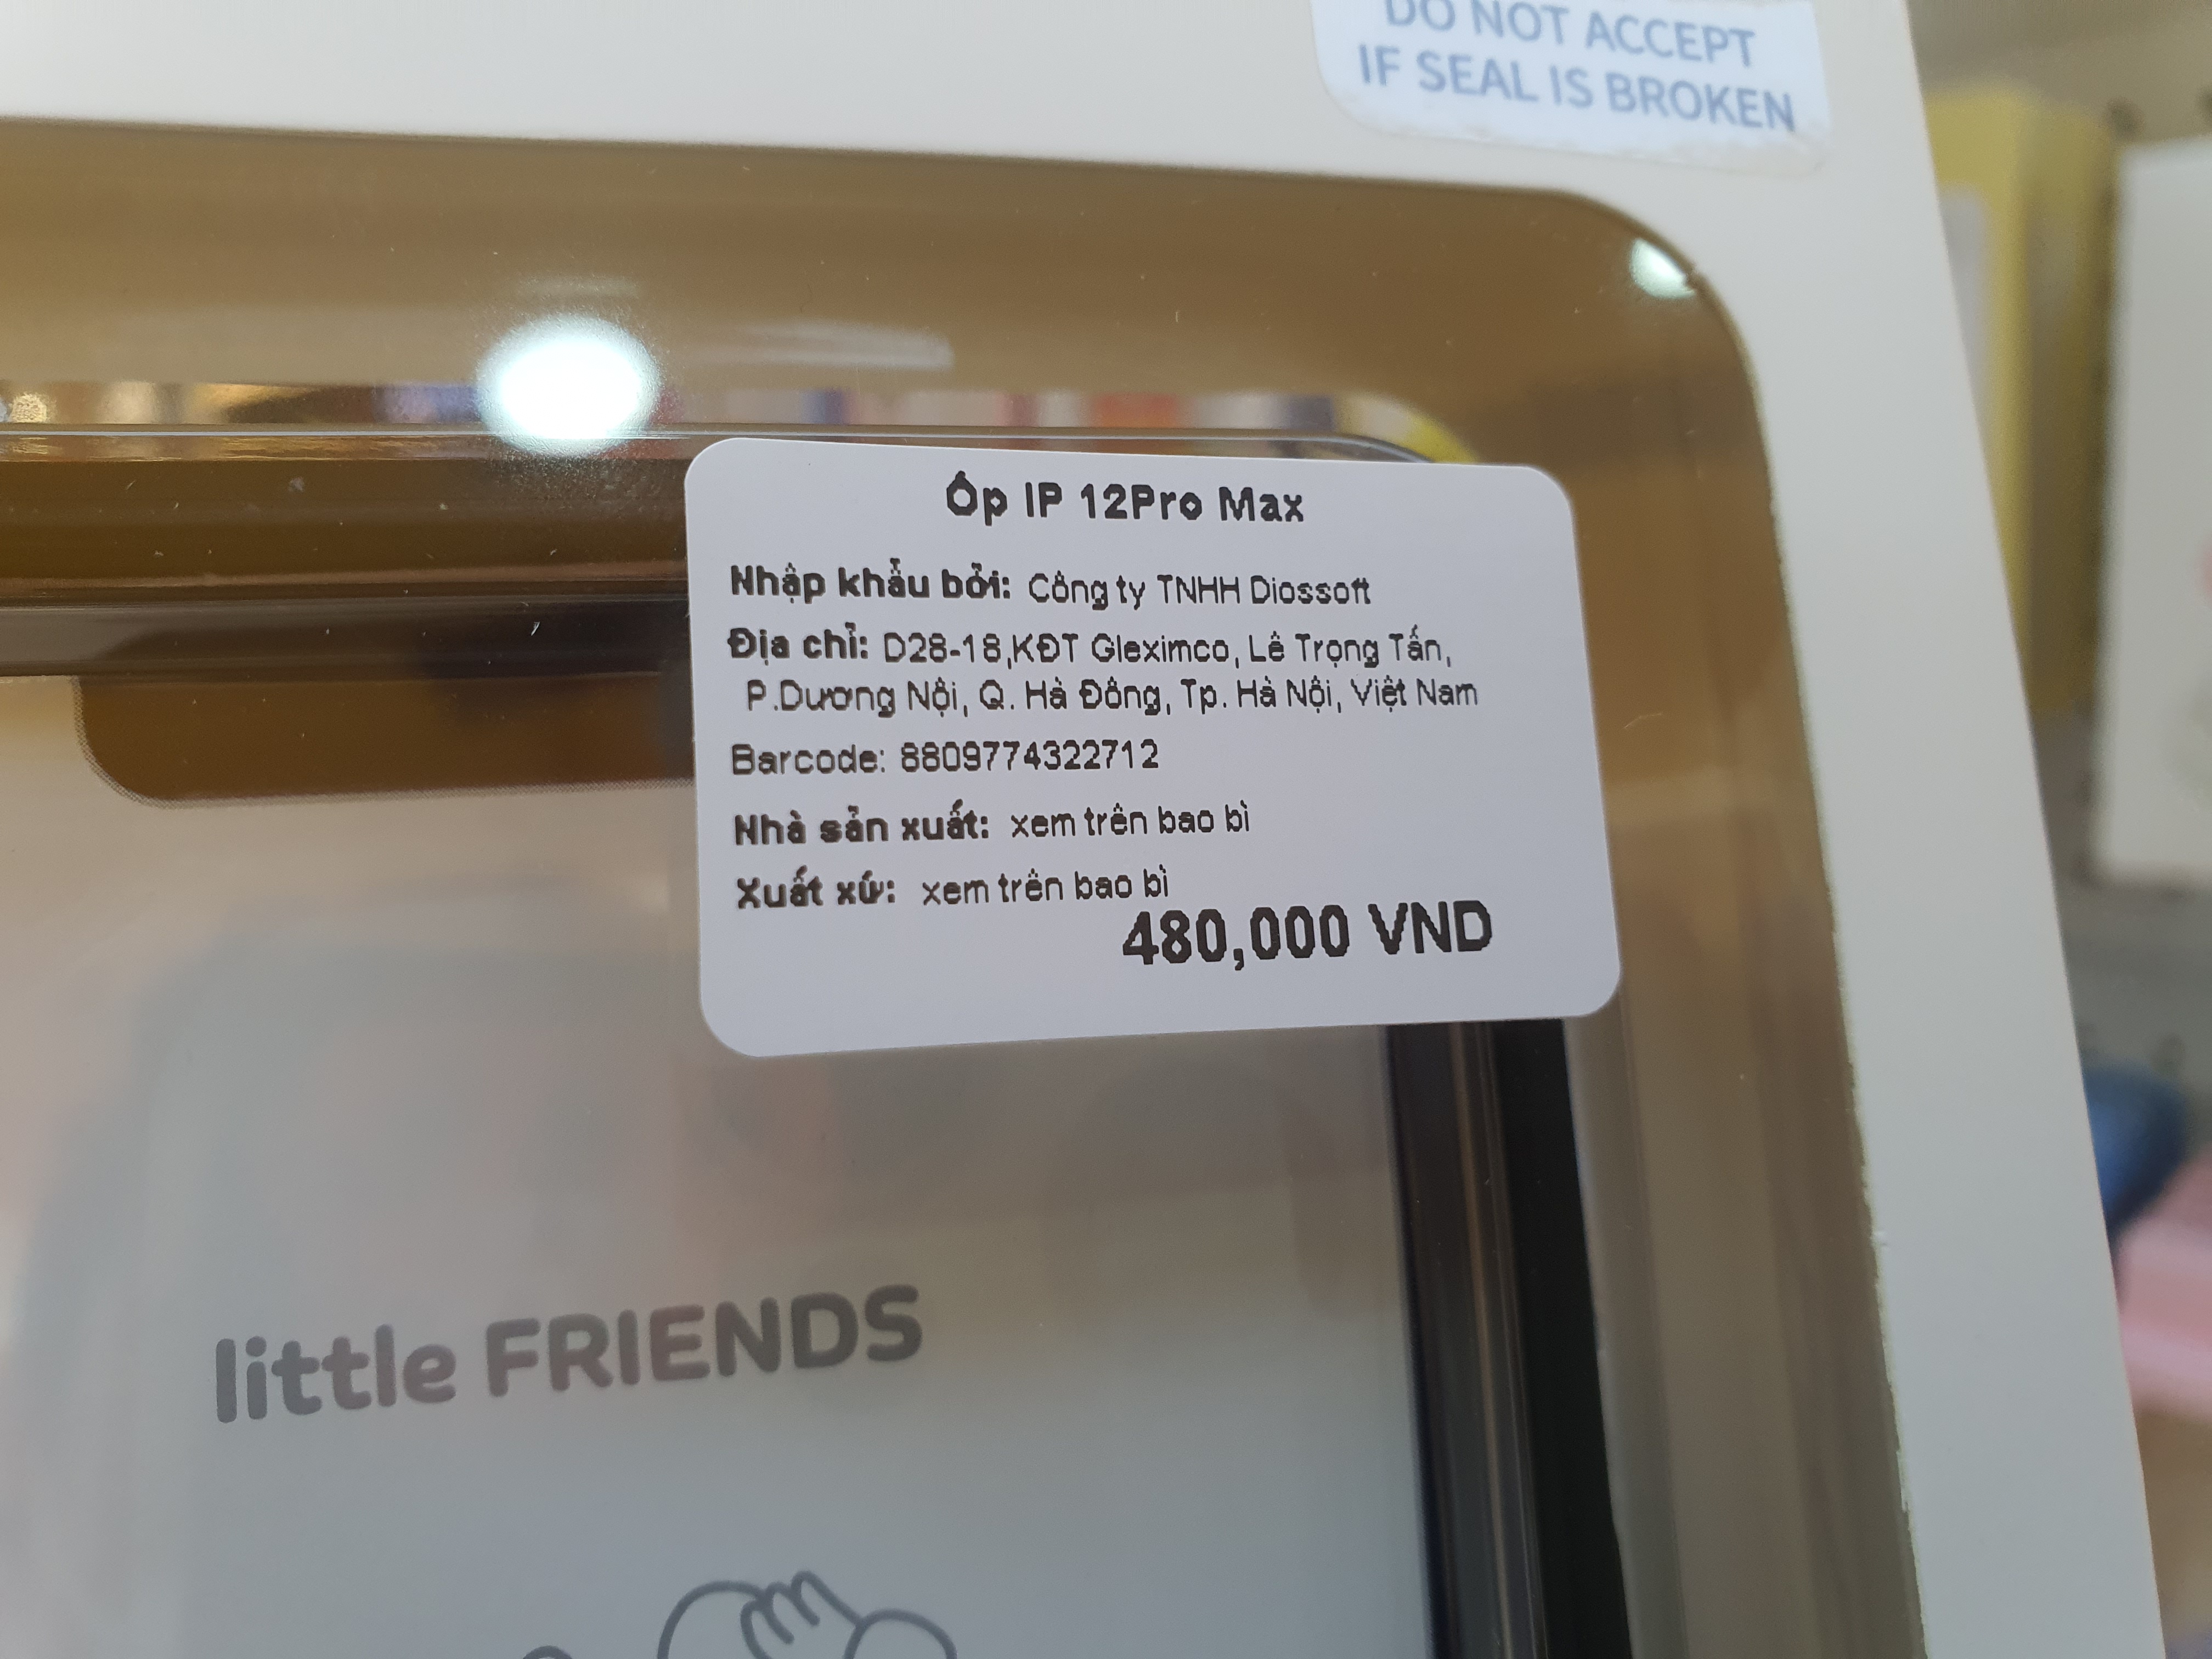 DO NOT ACCEPT
IF SEAL IS BROKEN
Ốp IP 12Pro Max
Nhập khẩu bởi: Công ty TNHH Diossoft
Địa chỉ: D28-18,KĐT Gleximco, Lê Trọng Tấn,
P.Dương Nội, Q. Hà Đông, Tp. Hà Nội, Việt Nam
Barcode: 8809774322712
Nhà sản xuất: xem trên bao bì
Xuất xứ: xem trên bao bì
480,000 VND
little FRIENDS